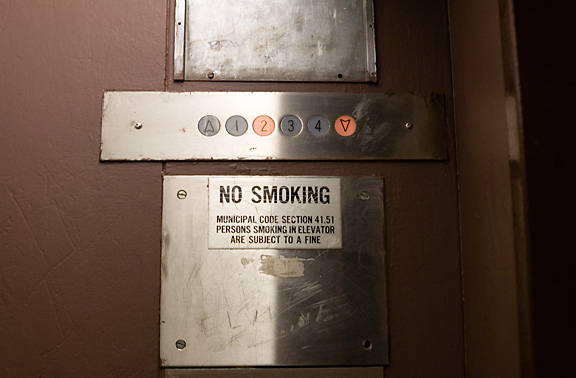 1 2 3 4
NO SMOKING
MUNICIPAL CODE SECTION 41.51
PERSONS SMOKING IN ELEVATOR
ARE SUBJECT TO A FINE